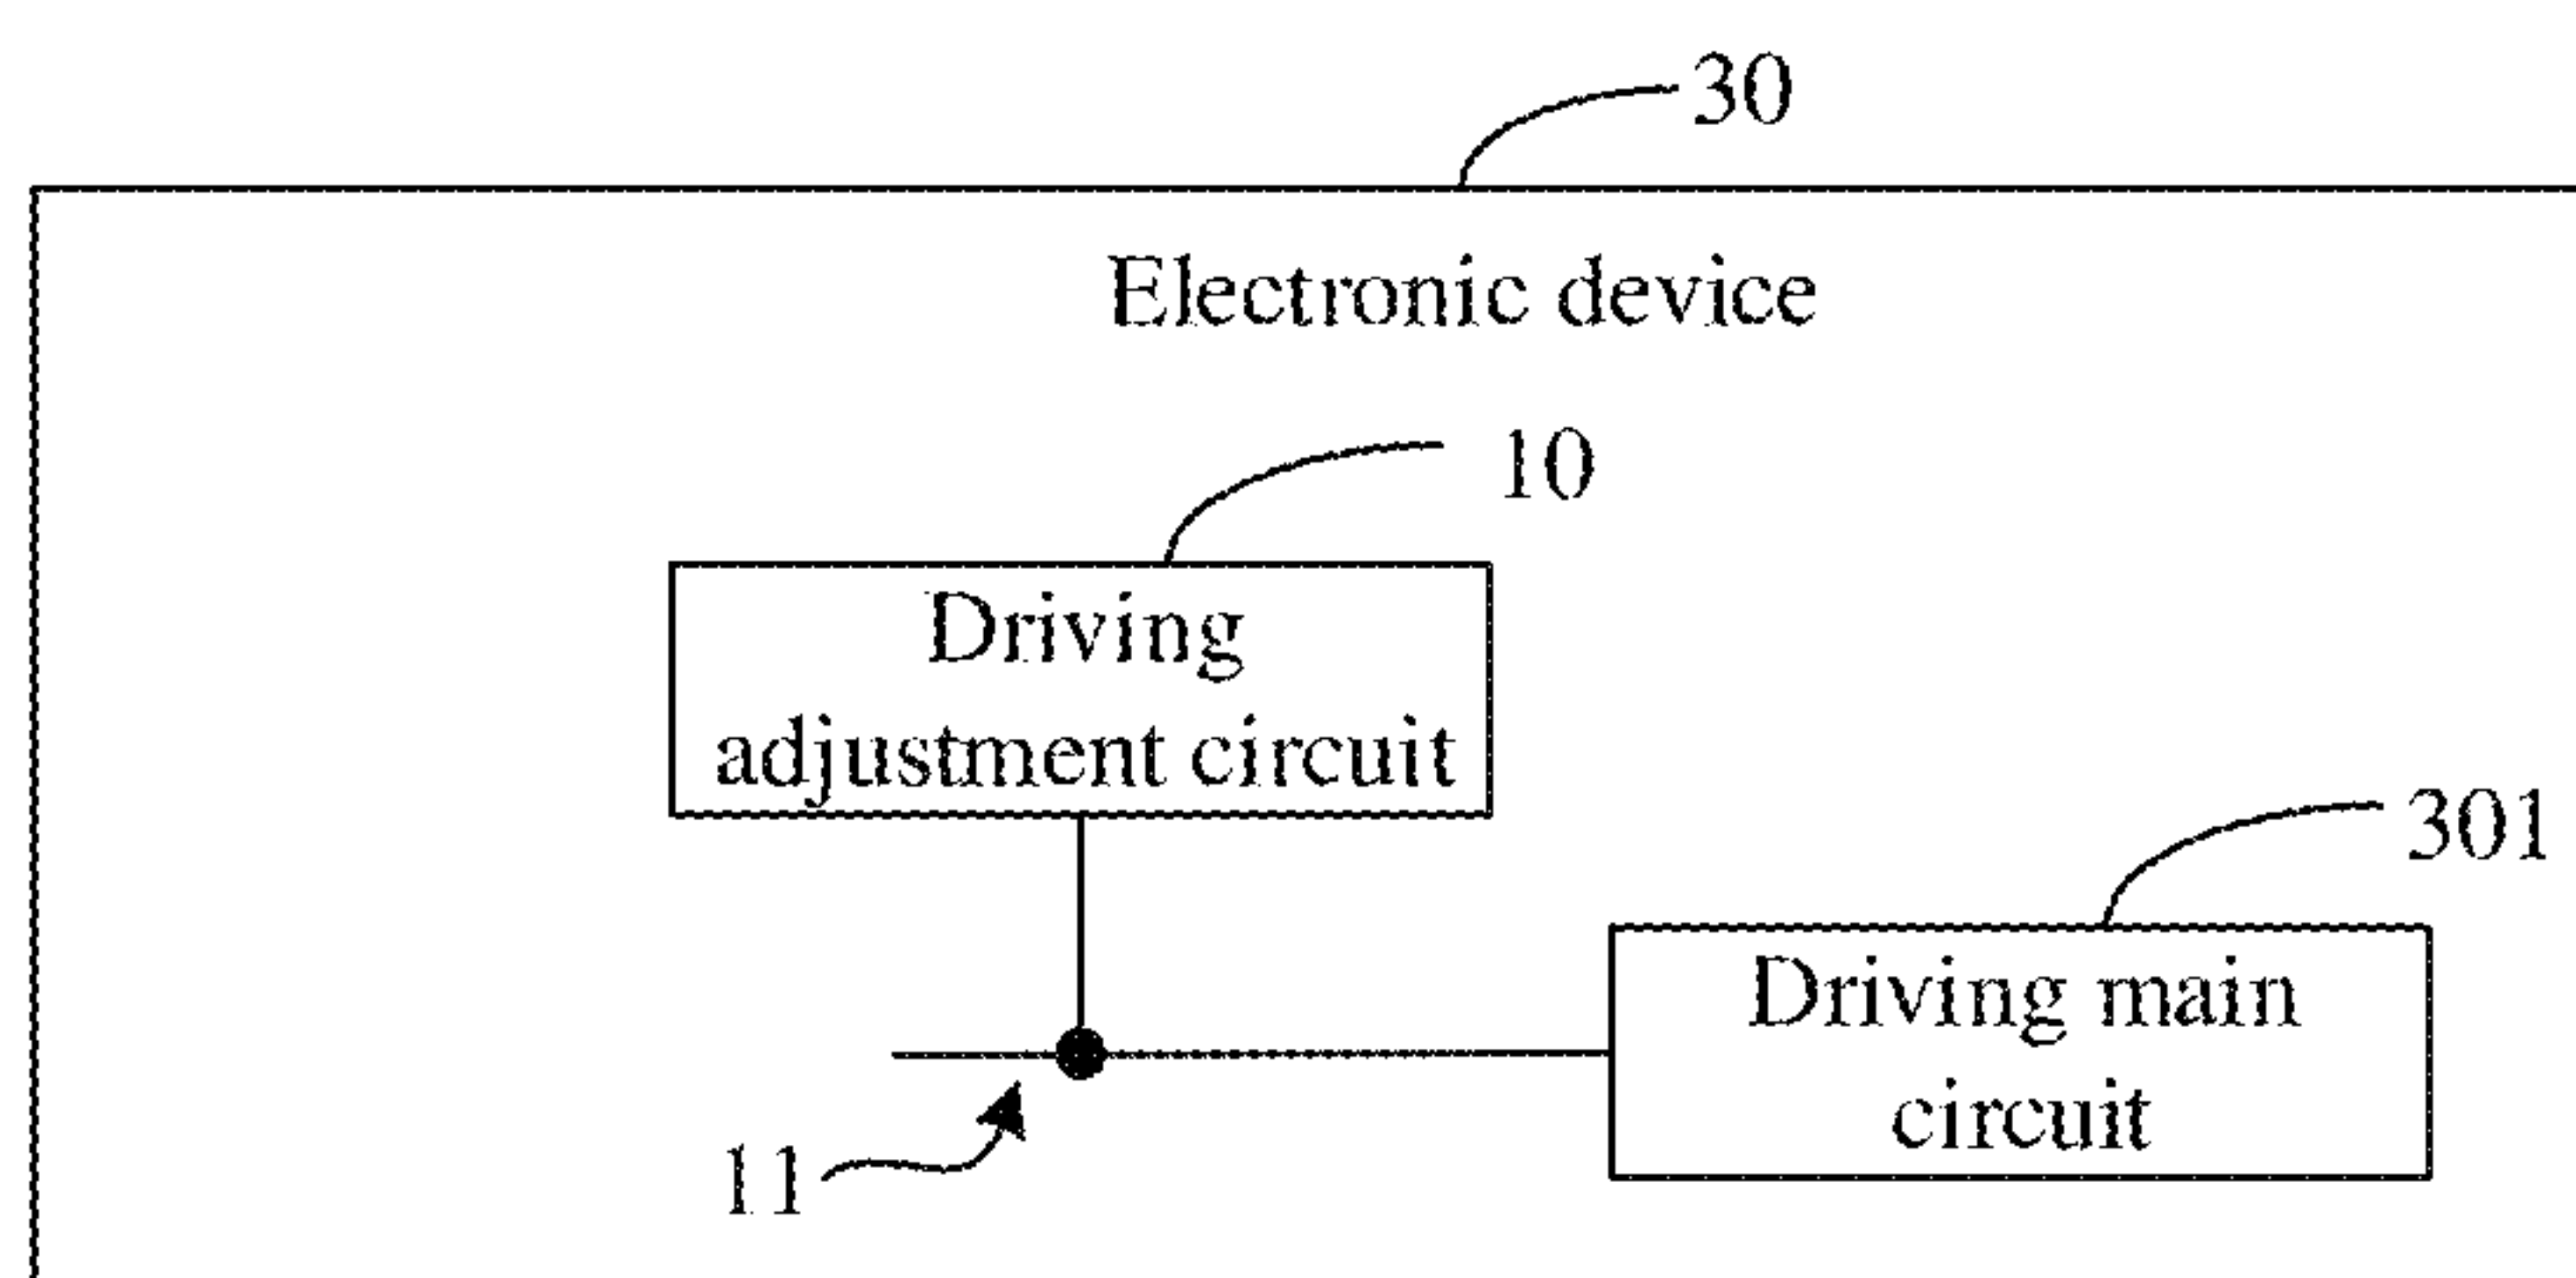 30
Electronic device
10
Driving
adjustment circuit
301
Driving main
circuit
11